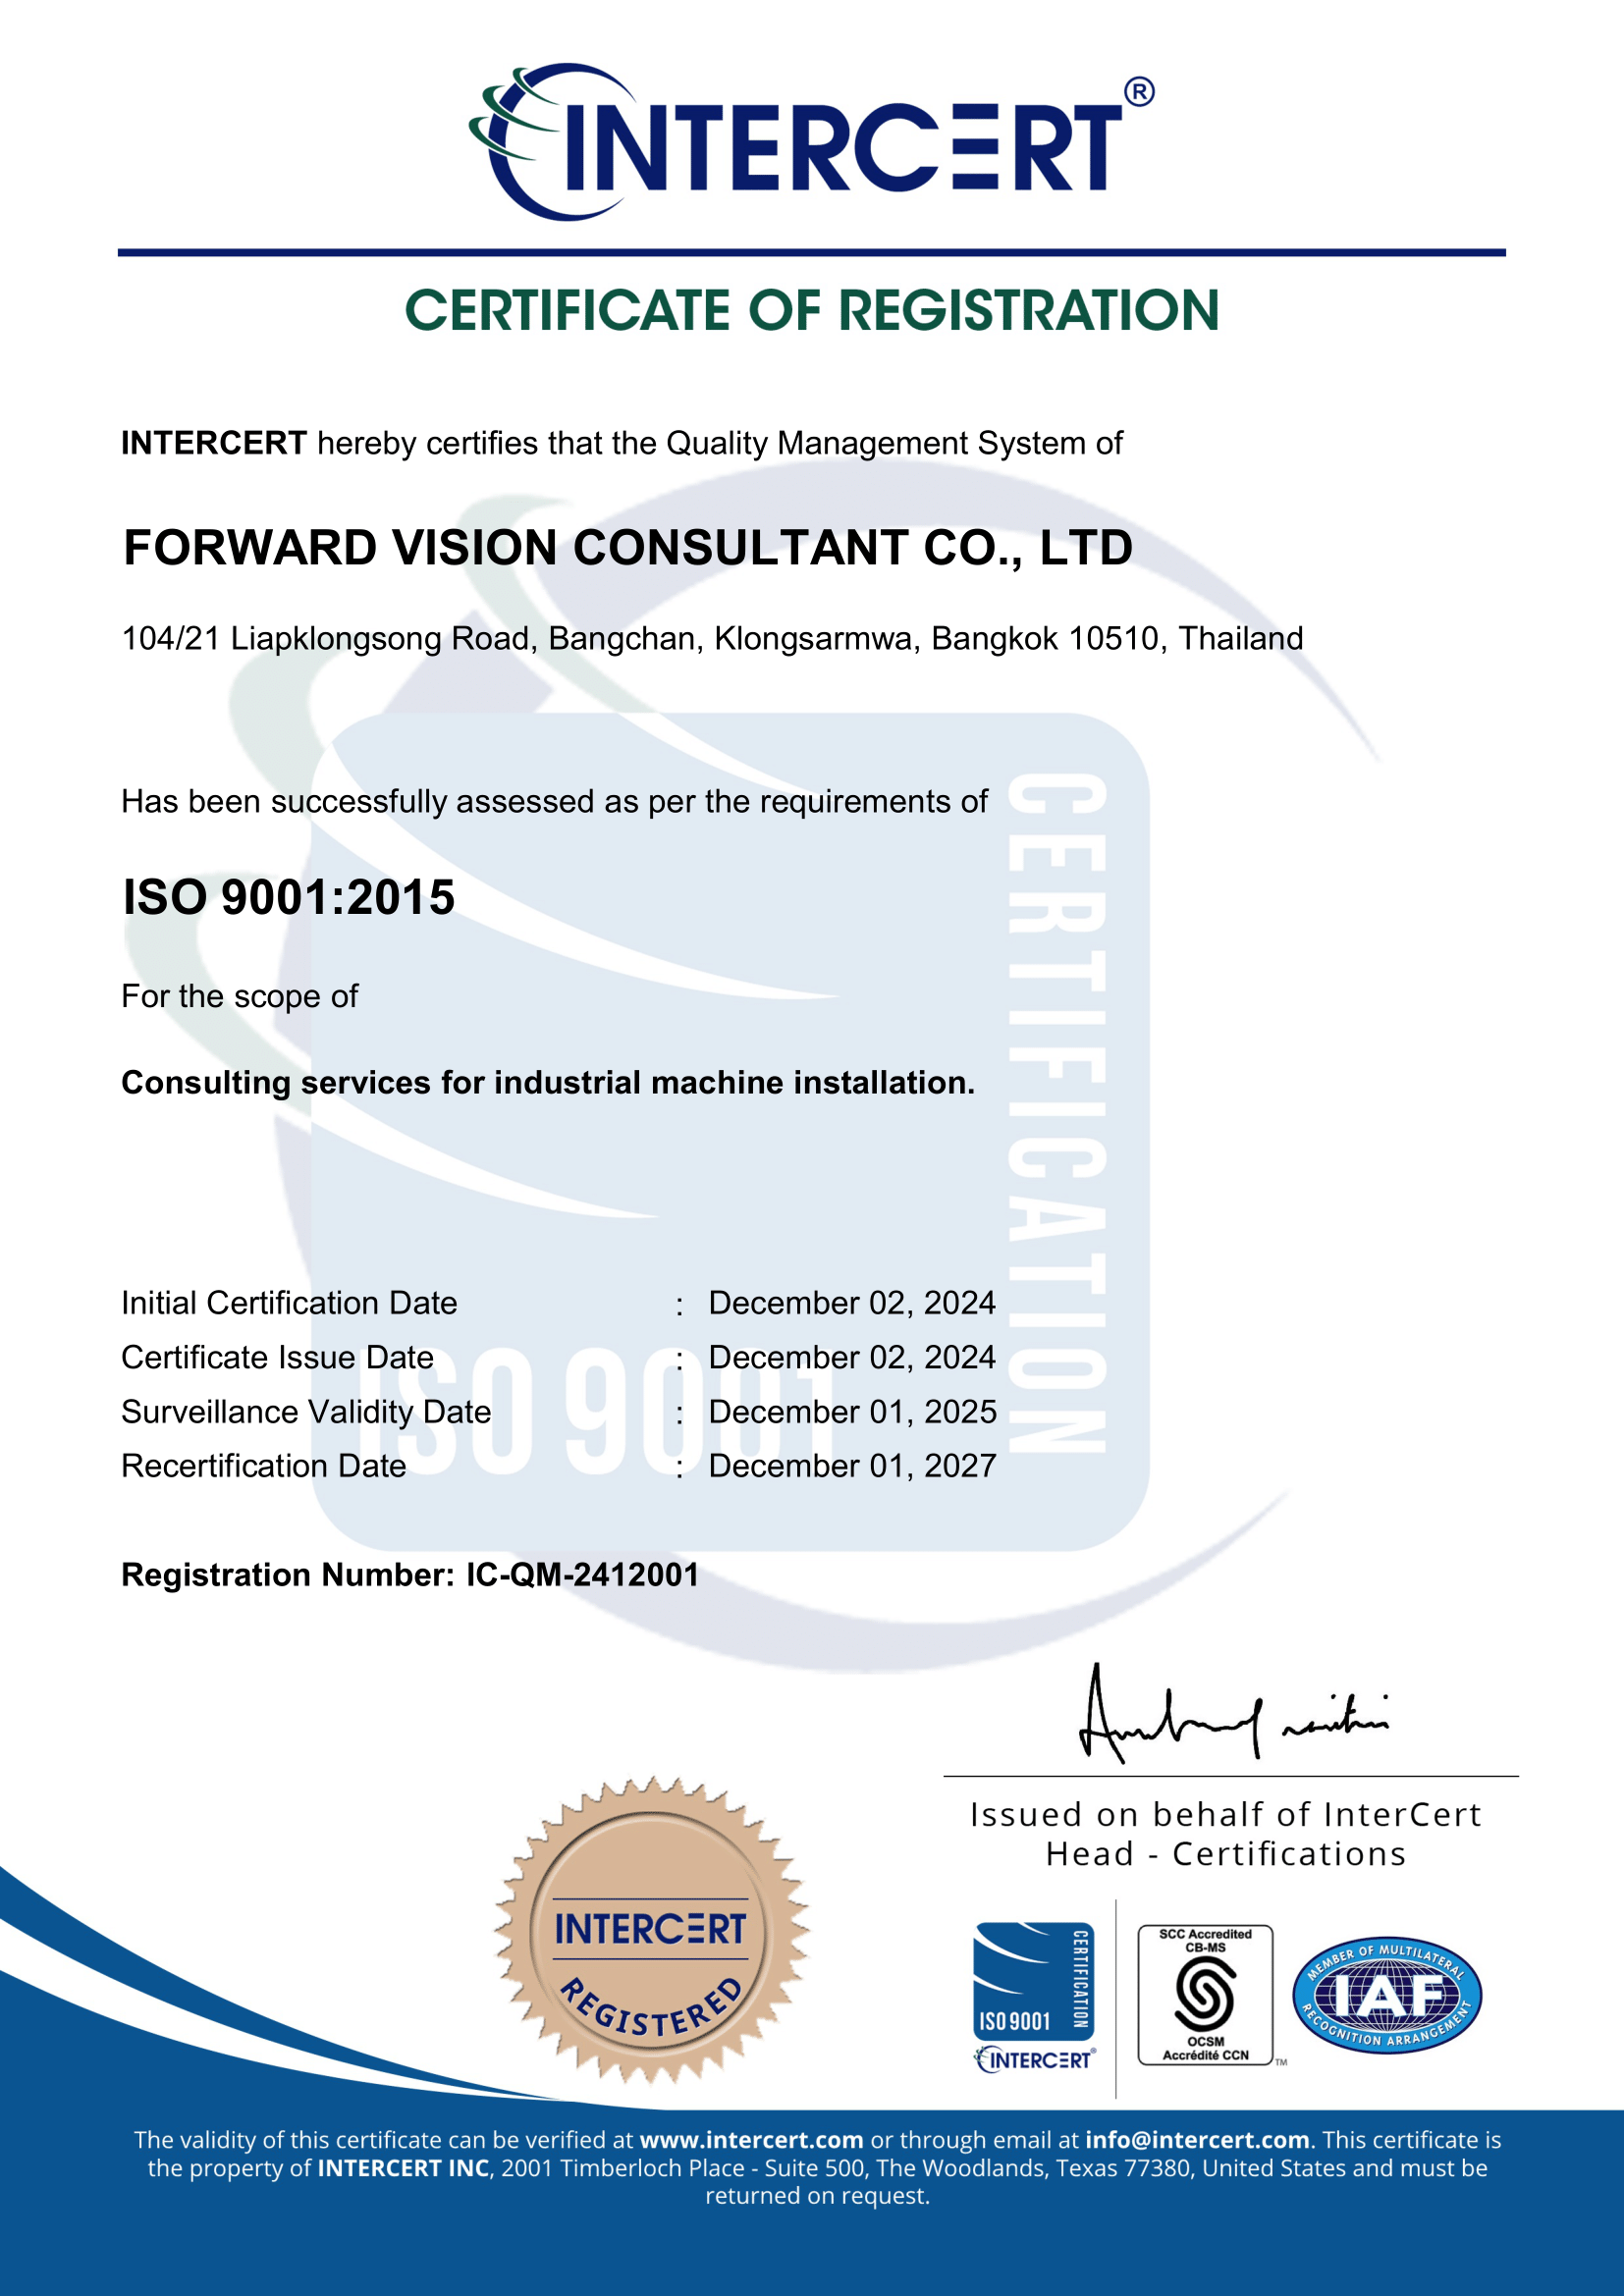 INTERCERT®
CERTIFICATE OF REGISTRATION
INTERCERT hereby certifies that the Quality Management System of
FORWARD VISION CONSULTANT CO., LTD
104/21 Liapklongsong Road, Bangchan, Klongsarmwa, Bangkok 10510, Thailand
Has been successfully assessed as per the requirements of
ISO 9001:2015
For the scope of
Consulting services for industrial machine installation.
CERTIFICATION
ISO 9001
Initial Certification Date : December 02, 2024
Certificate Issue Date : December 02, 2024
Surveillance Validity Date : December 01, 2025
Recertification Date : December 01, 2027
Registration Number: IC-QM-2412001
Issued on behalf of InterCert
Head - Certifications
INTERCERT
REGISTERED
CERTIFICATION
ISO 9001
INTERCERT®
SCC Accredited
CB-MS
OCSM
Accrédité CCN
TM
MEMBER OF MULTILATERAL
IAF
RECOGNITION ARRANGEMENT
The validity of this certificate can be verified at www.intercert.com or through email at info@intercert.com. This certificate is
the property of INTERCERT INC, 2001 Timberloch Place - Suite 500, The Woodlands, Texas 77380, United States and must be
returned on request.